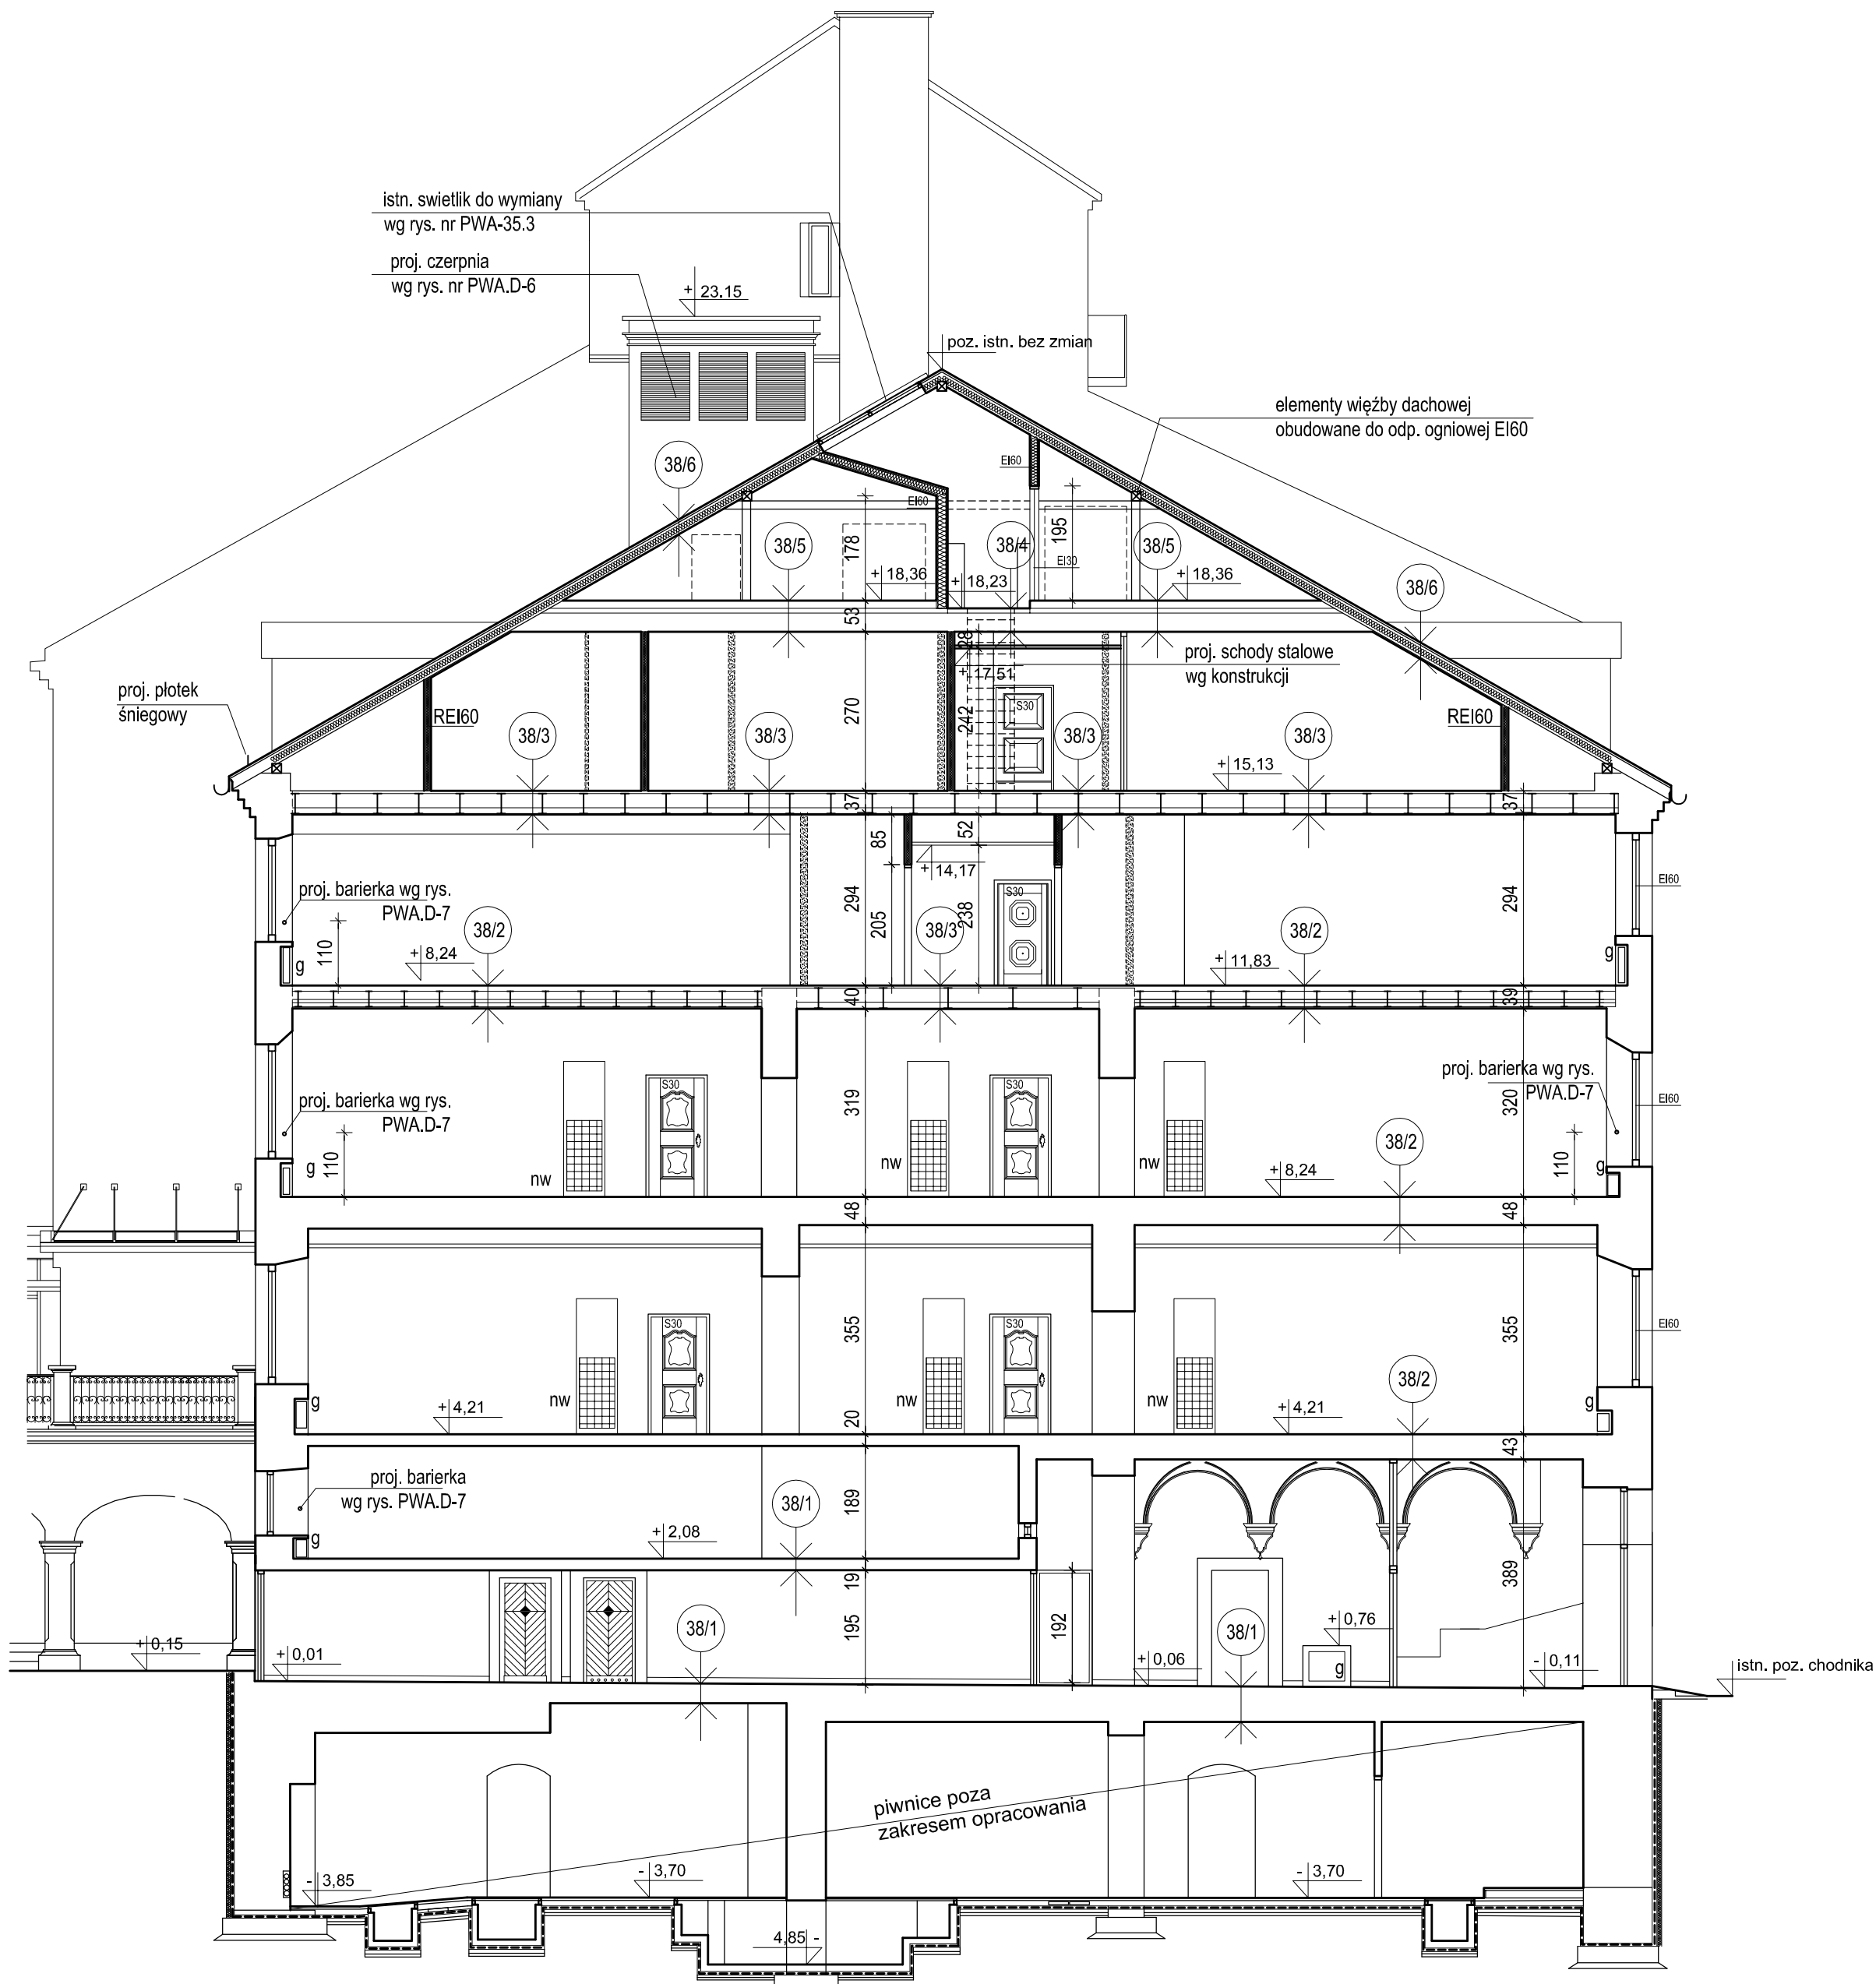 istn. swietlik do wymiany
wg rys. nr PWA-35.3
proj. czerpnia
wg rys. nr PWA.D-6
+ 23.15
poz. istn. bez zmian
elementy więźby dachowej
obudowane do odp. ogniowej EI60
38/6
EI60
EI60
195
178
38/5
38/4
38/5
EI30
+ 18,36
+ 18,23
+ 18,36
38/6
53
28
proj. schody stalowe
wg konstrukcji
+ 17,51
proj. płotek
śniegowy
REI60
270
242
S30
REI60
38/3
38/3
38/3
38/3
+ 15,13
37
37
85
52
+ 14,17
proj. barierka wg rys.
PWA.D-7
294
205
238
S30
294
EI60
110
38/2
38/3
38/2
g
+ 8,24
+ 11,83
g
40
39
S30
S30
proj. barierka wg rys.
PWA.D-7
319
320
proj. barierka wg rys.
PWA.D-7
EI60
38/2
g
110
nw
nw
nw
+ 8,24
110
g
48
48
S30
S30
355
355
EI60
38/2
g
nw
nw
nw
g
+ 4,21
20
+ 4,21
43
proj. barierka
wg rys. PWA.D-7
189
38/1
g
+ 2,08
389
19
195
192
38/1
38/1
+ 0,76
+ 0,15
+ 0,01
+ 0,06
g
- 0,11
istn. poz. chodnika
piwnice poza
zakresem opracowania
- 3,85
- 3,70
- 3,70
4,85 -